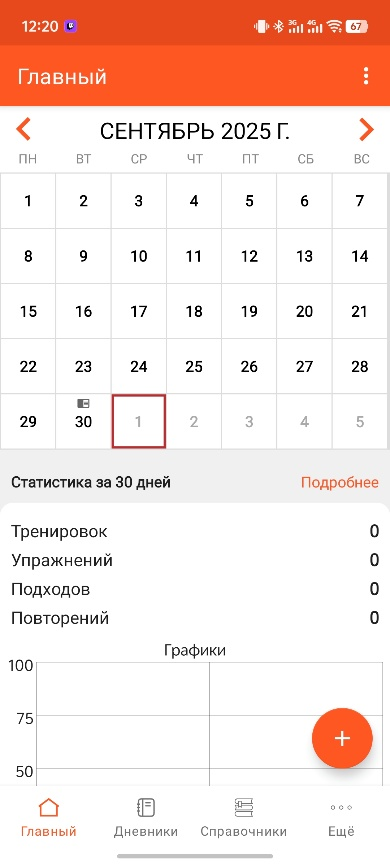 12:20 3G 4G 67
Главный
СЕНТЯБРЬ 2025 Г.
ПН ВТ СР ЧТ ПТ СБ ВС
1 2 3 4 5 6 7
8 9 10 11 12 13 14
15 16 17 18 19 20 21
22 23 24 25 26 27 28
29 30 1 2 3 4 5
Статистика за 30 дней Подробнее
Тренировок 0
Упражнений 0
Подходов 0
Повторений 0
Графики
100
75
50
+
Главный Дневники Справочники Ещё